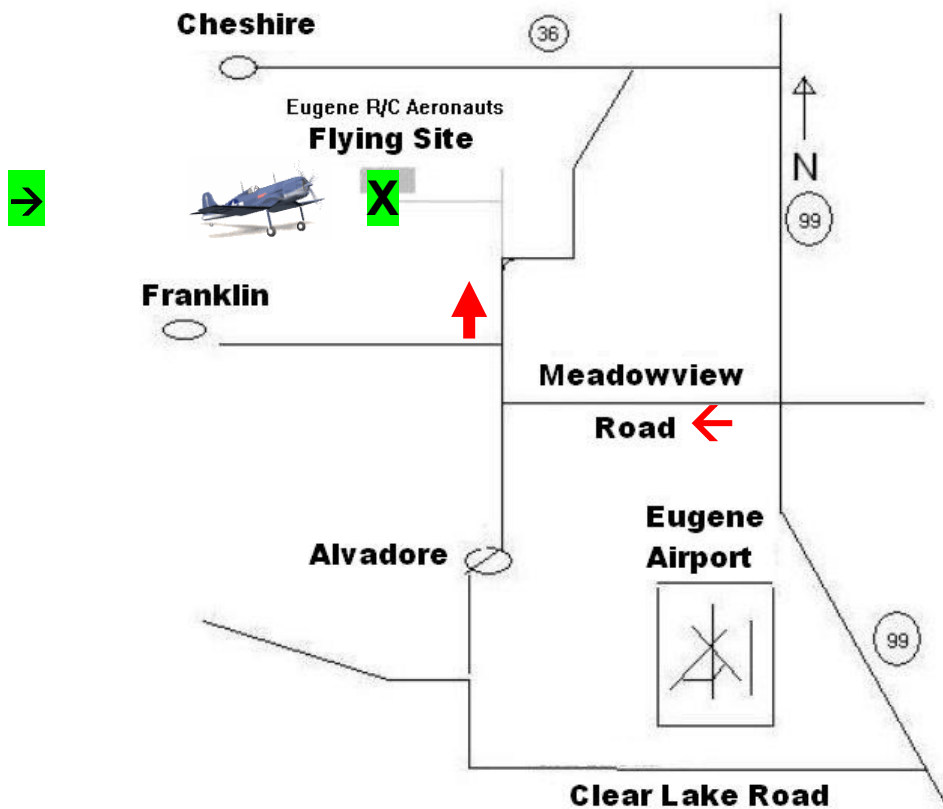 Cheshire
36
Eugene R/C Aeronauts
Flying Site
N
→
X
99
Franklin
Meadowview
Road
Eugene
Airport
Alvadore
99
Clear Lake Road